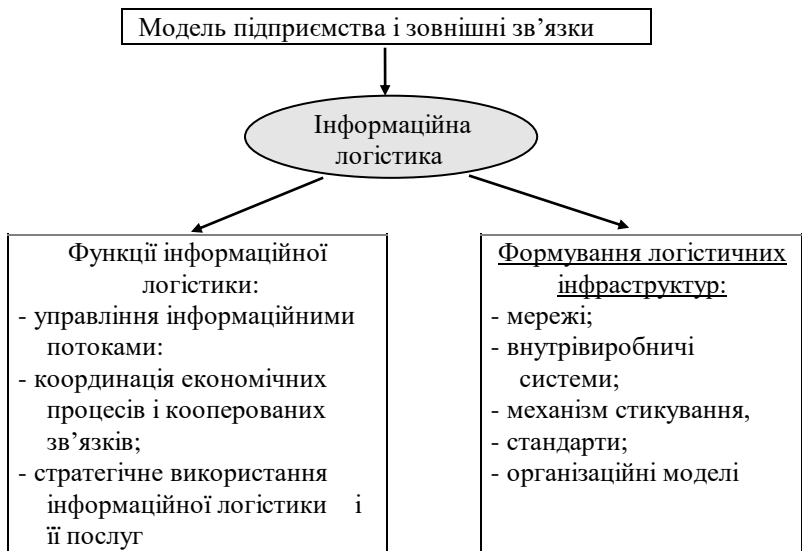 Модель підприємства і зовнішні зв’язки
Інформаційна
логістика
Функції інформаційної
логістики:
- управління інформаційними
потоками:
- координація економічних
процесів і кооперованих
зв’язків;
- стратегічне використання
інформаційної логістики і
її послуг
Формування логістичних
інфраструктур:
- мережі;
- внутрівиробничі
системи;
- механізм стикування,
- стандарти;
- організаційні моделі